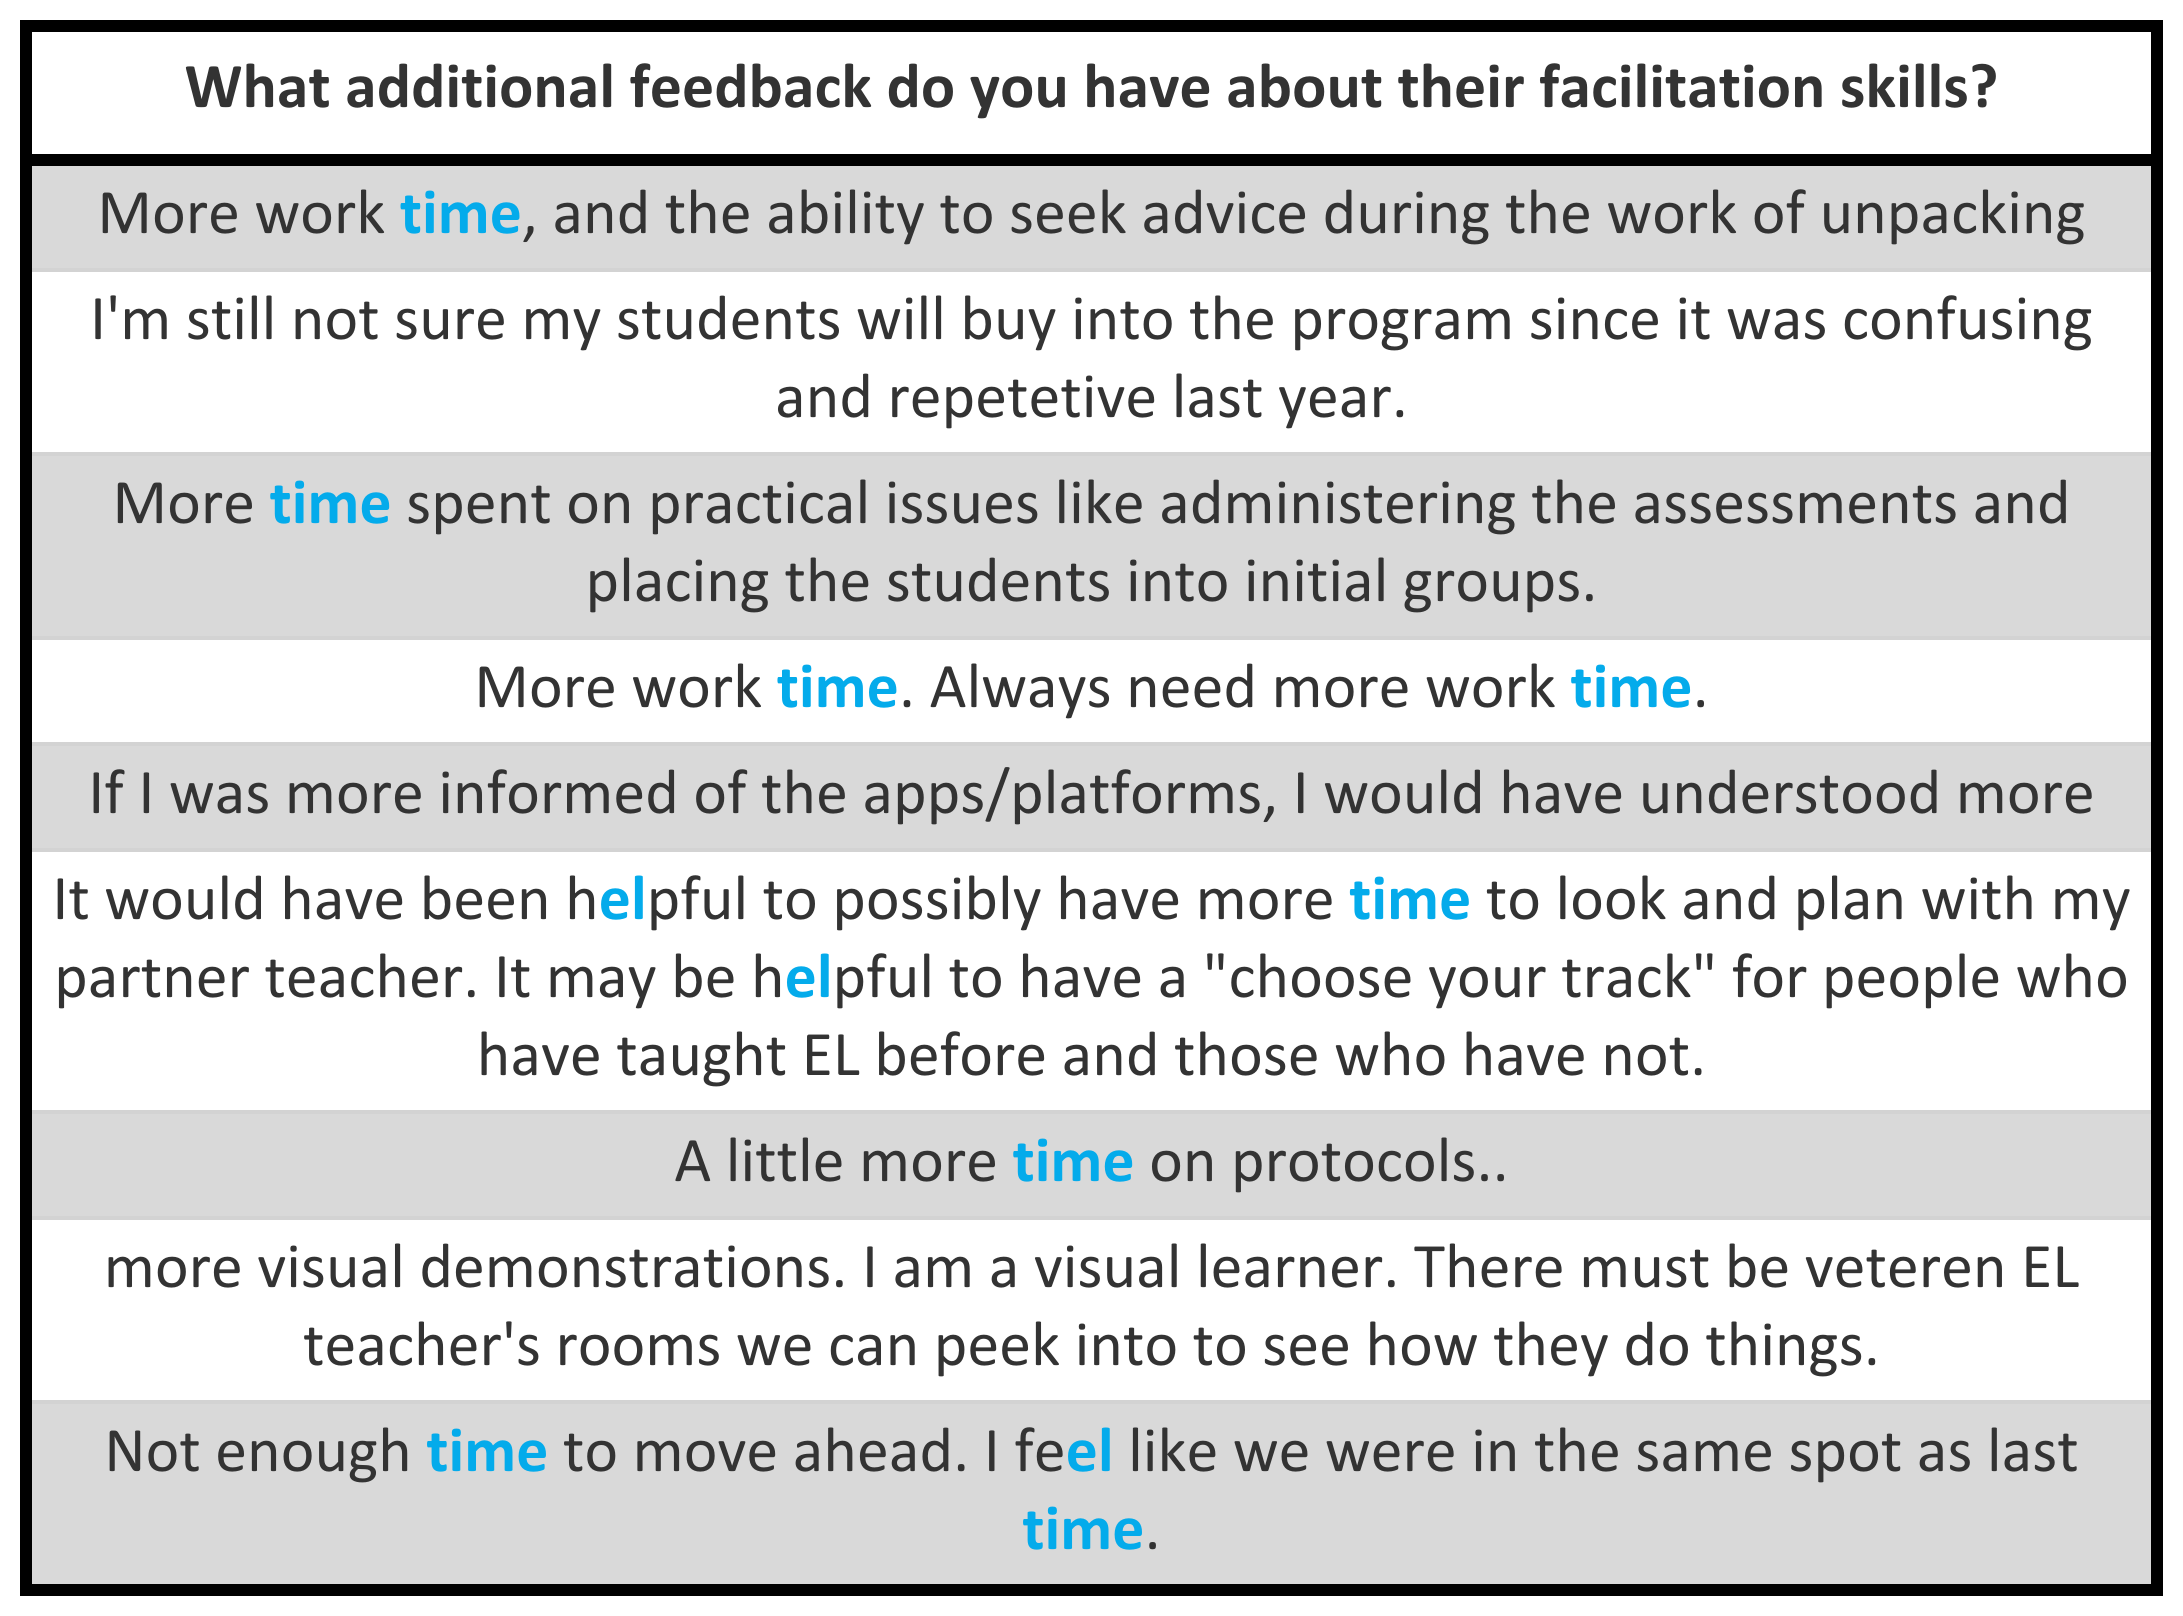 What additional feedback do you have about their facilitation skills?
More work time, and the ability to seek advice during the work of unpacking
I'm still not sure my students will buy into the program since it was confusing
and repetetive last year.
More time spent on practical issues like administering the assessments and
placing the students into initial groups.
More work time. Always need more work time.
If I was more informed of the apps/platforms, I would have understood more
It would have been helpful to possibly have more time to look and plan with my
partner teacher. It may be helpful to have a "choose your track" for people who
have taught EL before and those who have not.
A little more time on protocols..
more visual demonstrations. I am a visual learner. There must be veteren EL
teacher's rooms we can peek into to see how they do things.
Not enough time to move ahead. I feel like we were in the same spot as last
time.